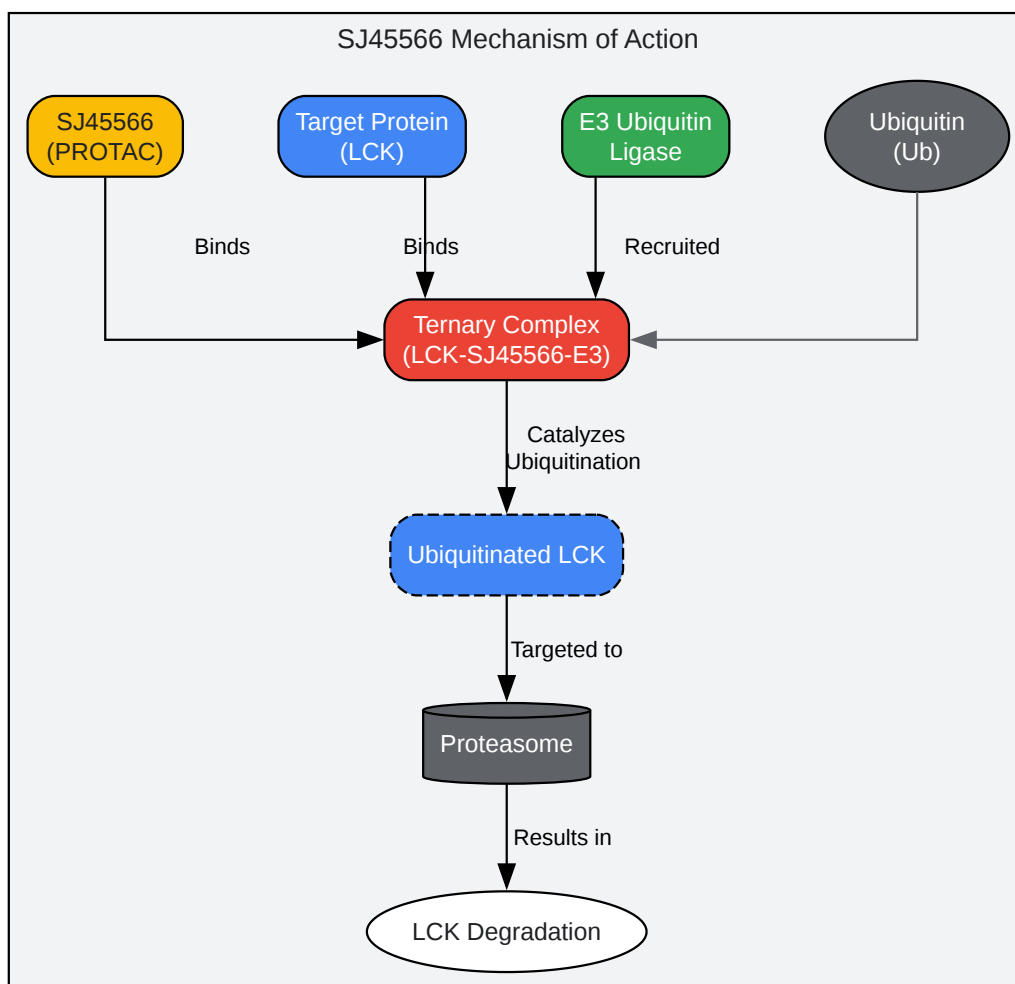 SJ45566 Mechanism of Action
SJ45566
(PROTAC)
Target Protein
(LCK)
E3 Ubiquitin
Ligase
Ubiquitin
(Ub)
Binds
Binds
Recruited
Ternary Complex
(LCK-SJ45566-E3)
Catalyzes
Ubiquitination
Ubiquitinated LCK
Targeted to
Proteasome
Results in
LCK Degradation